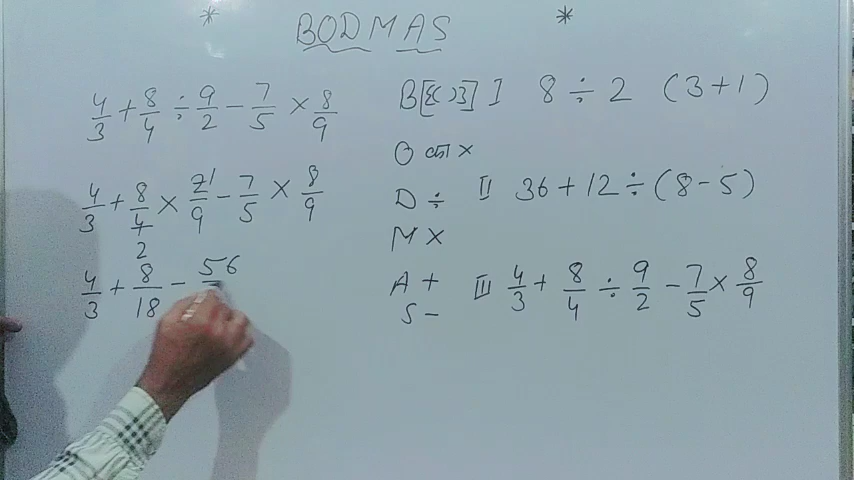 * BODMAS *
4/3 + 8/4 ÷ 9/2 - 7/5 × 8/9
4/3 + 8/4 × 2/9 - 7/5 × 8/9
2 1
4/3 + 8/18 - 56
B[{( )}]
O का ×
D ÷
M ×
A +
S -
I 8 ÷ 2 (3+1)
II 36 + 12 ÷ (8-5)
III 4/3 + 8/4 ÷ 9/2 - 7/5 × 8/9